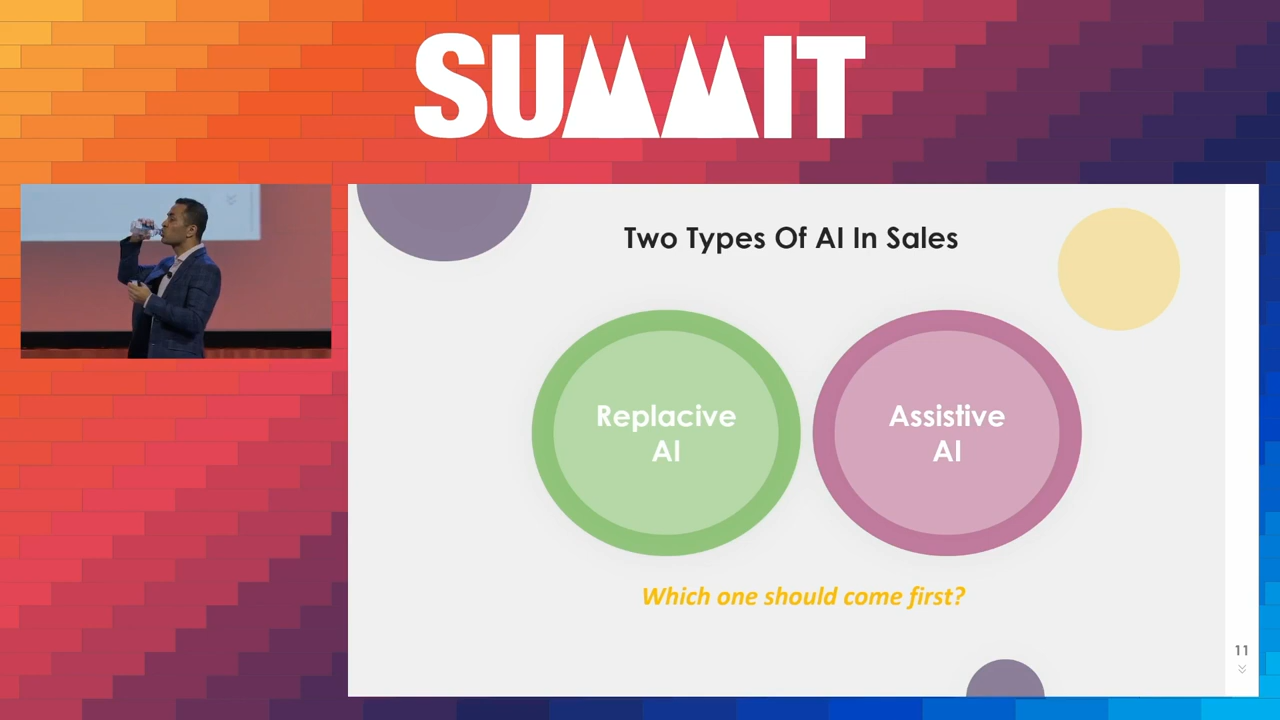 SUMMIT
Two Types Of AI In Sales
Replacive
AI
Assistive
AI
Which one should come first?
11